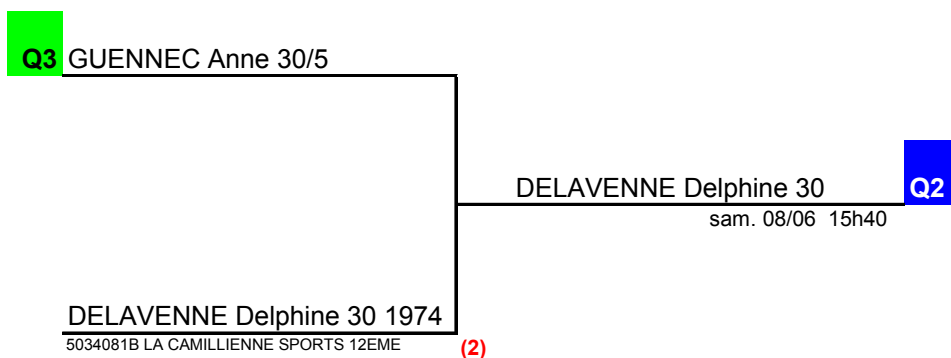 Q3 GUENNEC Anne 30/5
DELAVENNE Delphine 30 Q2
sam. 08/06 15h40
DELAVENNE Delphine 30 1974
5034081B LA CAMILLIENNE SPORTS 12EME (2)